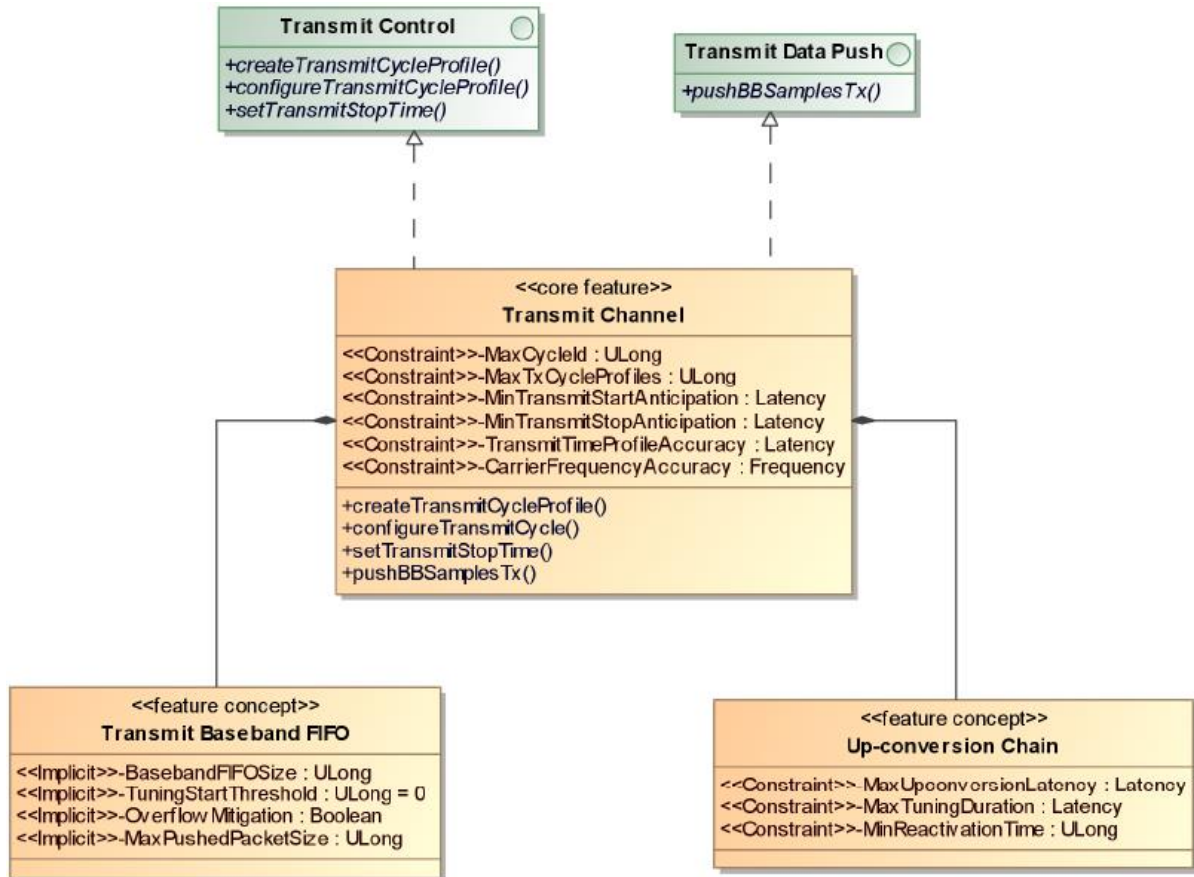 Transmit Control
+createTransmitCycleProfile()
+configureTransmitCycleProfile()
+setTransmitStopTime()
Transmit Data Push
+pushBBSamplesTx()
<<core feature>>
Transmit Channel
<<Constraint>>-MaxCycleId : ULong
<<Constraint>>-MaxTxCycleProfiles : ULong
<<Constraint>>-MinTransmitStartAnticipation : Latency
<<Constraint>>-MinTransmitStopAnticipation : Latency
<<Constraint>>-TransmitTimeProfileAccuracy : Latency
<<Constraint>>-CarrierFrequencyAccuracy : Frequency
+createTransmitCycleProfile()
+configureTransmitCycle()
+setTransmitStopTime()
+pushBBSamplesTx()
<<feature concept>>
Transmit Baseband FIFO
<<Implicit>>-BasebandFIFOSize : ULong
<<Implicit>>-TuningStartThreshold : ULong = 0
<<Implicit>>-Overflow Mitigation : Boolean
<<Implicit>>-MaxPushedPacketSize : ULong
<<feature concept>>
Up-conversion Chain
<<Constraint>>-MaxUpconversionLatency : Latency
<<Constraint>>-MaxTuningDuration : Latency
<<Constraint>>-MinReactivationTime : ULong